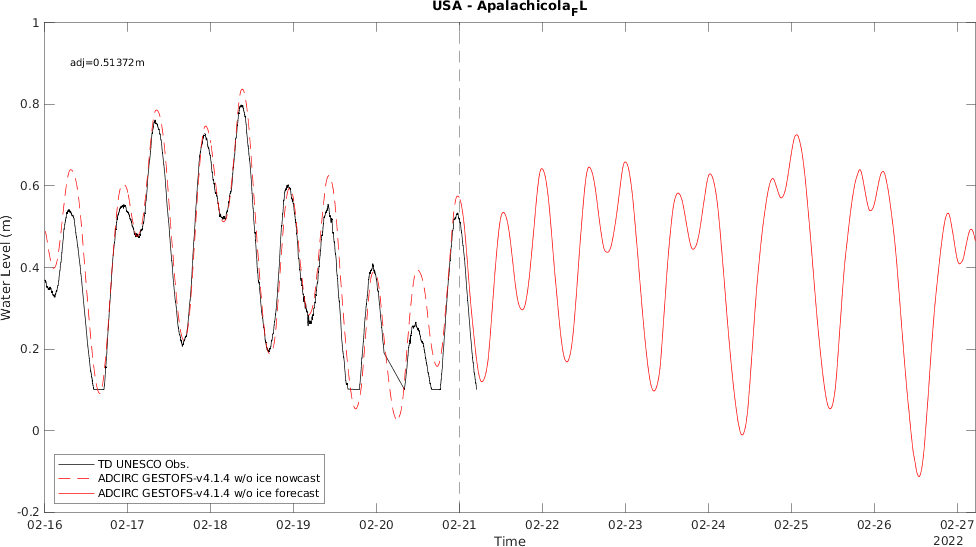 USA - Apalachicola_FL
adj=0.51372m
Water Level (m)
1
0.8
0.6
0.4
0.2
0
-0.2
TD UNESCO Obs.
ADCIRC GESTOFS-v4.1.4 w/o ice nowcast
ADCIRC GESTOFS-v4.1.4 w/o ice forecast
02-16 02-17 02-18 02-19 02-20 02-21 02-22 02-23 02-24 02-25 02-26 02-27
Time
2022